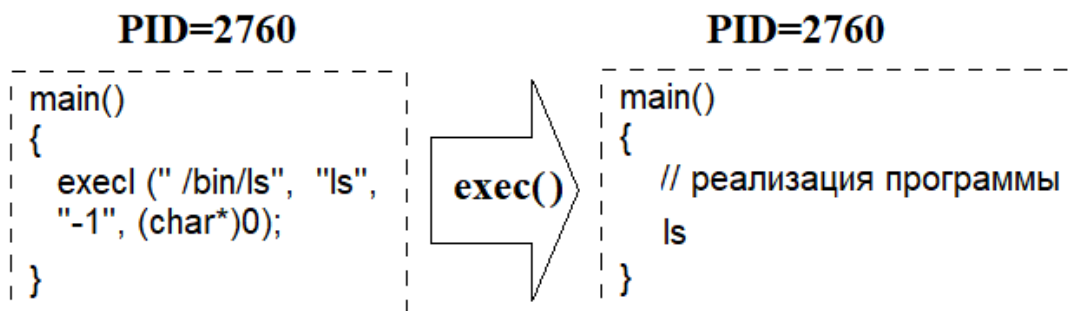 PID=2760
main()
{
execl (" /bin/ls", "ls",
"-1", (char*)0);
}
exec()
PID=2760
main()
{
// реализация программы
ls
}